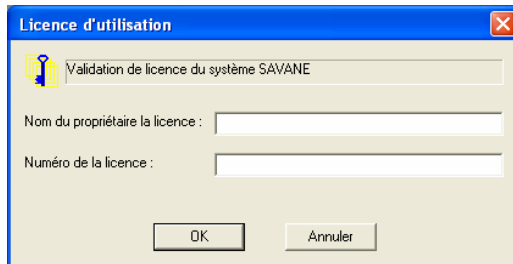 Licence d'utilisation
Validation de licence du système SAVANE
Nom du propriétaire la licence :
Numéro de la licence :
OK
Annuler